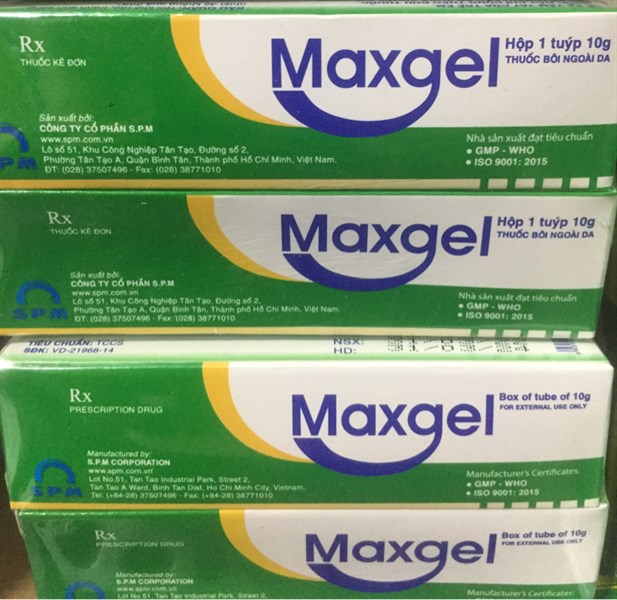 Rx
THUỐC KÊ ĐƠN
Maxgel
Hộp 1 tuýp 10g
THUỐC BÔI NGOÀI DA
Sản xuất bởi:
CÔNG TY CỔ PHẦN S.P.M
www.spm.com.vn
Lô số 51, Khu Công Nghiệp Tân Tạo, Đường số 2,
Phường Tân Tạo A, Quận Bình Tân, Thành phố Hồ Chí Minh, Việt Nam.
ĐT: (028) 37507496 - Fax: (028) 38771010
Nhà sản xuất đạt tiêu chuẩn
• GMP - WHO
• ISO 9001: 2015
Rx
THUỐC KÊ ĐƠN
Maxgel
Hộp 1 tuýp 10g
THUỐC BÔI NGOÀI DA
SPM
Sản xuất bởi:
CÔNG TY CỔ PHẦN S.P.M
www.spm.com.vn
Lô số 51, Khu Công Nghiệp Tân Tạo, Đường số 2,
Phường Tân Tạo A, Quận Bình Tân, Thành phố Hồ Chí Minh, Việt Nam.
ĐT: (028) 37507496 - Fax: (028) 38771010
Nhà sản xuất đạt tiêu chuẩn
• GMP - WHO
• ISO 9001: 2015
TIÊU CHUẨN: TCCS
SĐK: VD-21966-14
NSX:
HD:
Rx
PRESCRIPTION DRUG
Maxgel
Box of tube of 10g
FOR EXTERNAL USE ONLY
SPM
Manufactured by:
S.P.M CORPORATION
www.spm.com.vn
Lot No.51, Tan Tao Industrial Park, Street 2,
Tan Tao A Ward, Binh Tan Dist, Ho Chi Minh City, Vietnam.
Tel: (+84-28) 37507496 - Fax: (+84-28) 38771010
Manufacturer's Certificates:
• GMP - WHO
• ISO 9001: 2015
Rx
PRESCRIPTION DRUG
Maxgel
Box of tube of 10g
FOR EXTERNAL USE ONLY
Manufactured by:
S.P.M CORPORATION
www.spm.com.vn
Lot No.51, Tan Tao Industrial Park, Street 2,
Manufacturer's Certificates: